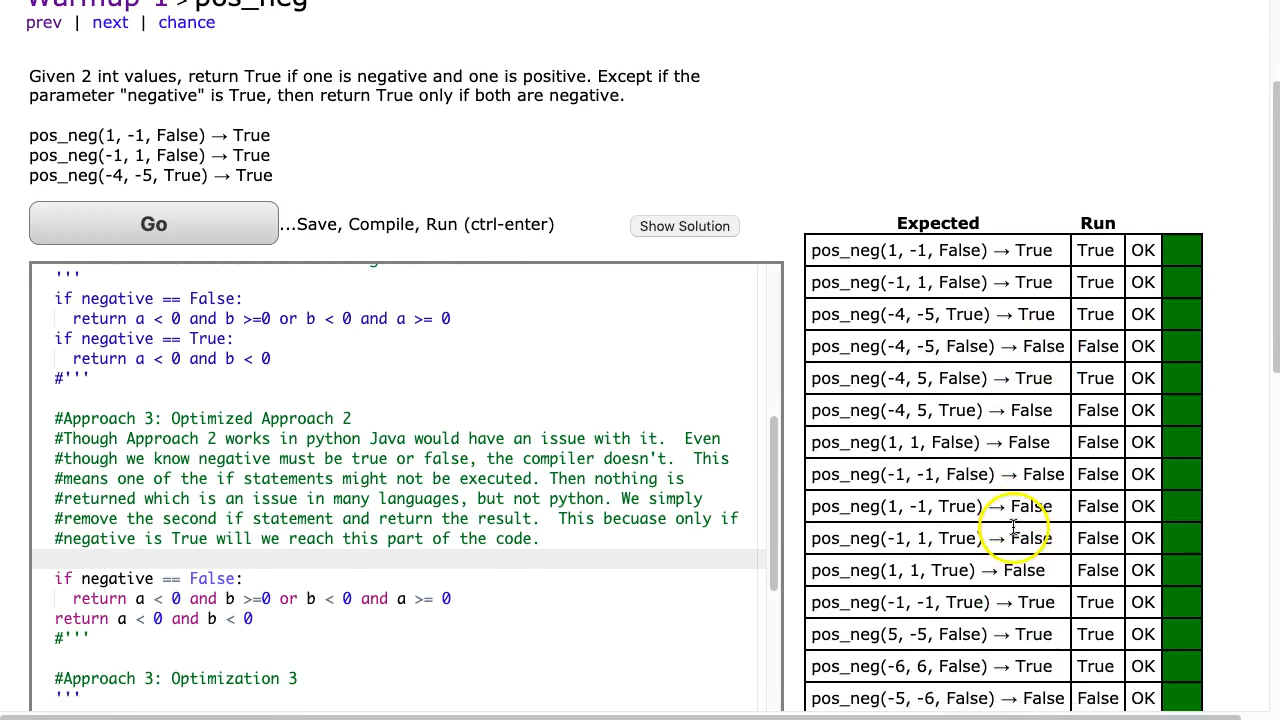 Warmup-1 > pos_neg
prev | next | chance
Given 2 int values, return True if one is negative and one is positive. Except if the
parameter "negative" is True, then return True only if both are negative.
pos_neg(1, -1, False) → True
pos_neg(-1, 1, False) → True
pos_neg(-4, -5, True) → True
Go
...Save, Compile, Run (ctrl-enter)
Show Solution
'''
if negative == False:
return a < 0 and b >=0 or b < 0 and a >= 0
if negative == True:
return a < 0 and b < 0
#'''
#Approach 3: Optimized Approach 2
#Though Approach 2 works in python Java would have an issue with it.  Even
#though we know negative must be true or false, the compiler doesn't.  This
#means one of the if statements might not be executed. Then nothing is
#returned which is an issue in many languages, but not python. We simply
#remove the second if statement and return the result.  This becuase only if
#negative is True will we reach this part of the code.
if negative == False:
return a < 0 and b >=0 or b < 0 and a >= 0
return a < 0 and b < 0
#'''
#Approach 3: Optimization 3
'''
Expected Run
pos_neg(1, -1, False) → True True OK
pos_neg(-1, 1, False) → True True OK
pos_neg(-4, -5, True) → True True OK
pos_neg(-4, -5, False) → False False OK
pos_neg(-4, 5, False) → True True OK
pos_neg(-4, 5, True) → False False OK
pos_neg(1, 1, False) → False False OK
pos_neg(-1, -1, False) → False False OK
pos_neg(1, -1, True) → False False OK
pos_neg(-1, 1, True) → False False OK
pos_neg(1, 1, True) → False False OK
pos_neg(-1, -1, True) → True True OK
pos_neg(5, -5, False) → True True OK
pos_neg(-6, 6, False) → True True OK
pos_neg(-5, -6, False) → False False OK